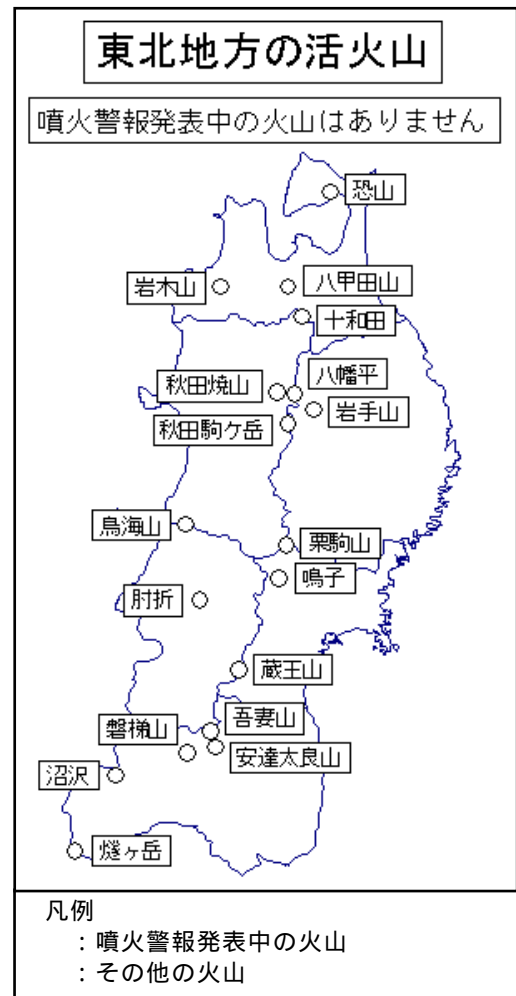 東北地方の活火山
噴火警報発表中の火山はありません
恐山
岩木山
八甲田山
十和田
八幡平
秋田焼山
岩手山
秋田駒ケ岳
鳥海山
栗駒山
鳴子
肘折
蔵王山
吾妻山
磐梯山
安達太良山
沼沢
燧ヶ岳
凡例
：噴火警報発表中の火山
：その他の火山